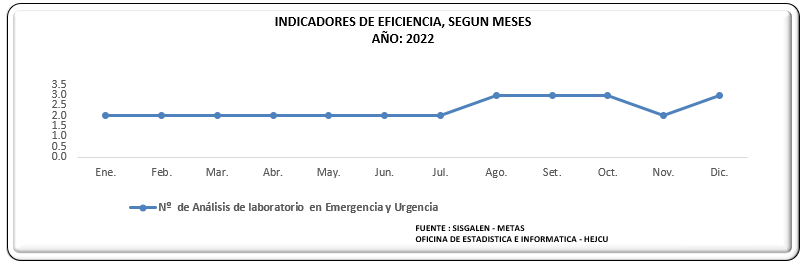 INDICADORES DE EFICIENCIA, SEGUN MESES
AÑO: 2022
3.5
3.0
2.5
2.0
1.5
1.0
0.5
0.0
Ene. Feb. Mar. Abr. May. Jun. Jul. Ago. Set. Oct. Nov. Dic.
Nº de Análisis de laboratorio en Emergencia y Urgencia
FUENTE : SISGALEN - METAS
OFICINA DE ESTADISTICA E INFORMATICA - HEJCU